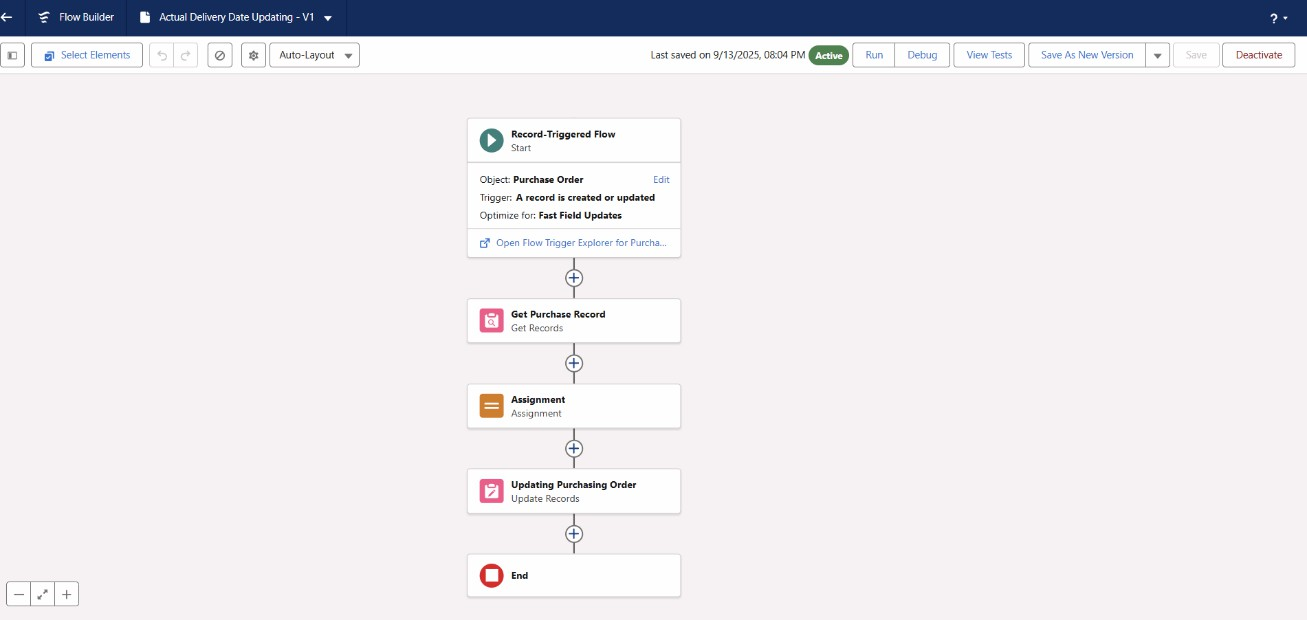 Flow Builder
Actual Delivery Date Updating - V1
?
Select Elements
Auto-Layout
Last saved on 9/13/2025, 08:04 PM
Active
Run
Debug
View Tests
Save As New Version
Save
Deactivate
Record-Triggered Flow
Start
Object: Purchase Order
Edit
Trigger: A record is created or updated
Optimize for: Fast Field Updates
Open Flow Trigger Explorer for Purcha...
Get Purchase Record
Get Records
Assignment
Assignment
Updating Purchasing Order
Update Records
End